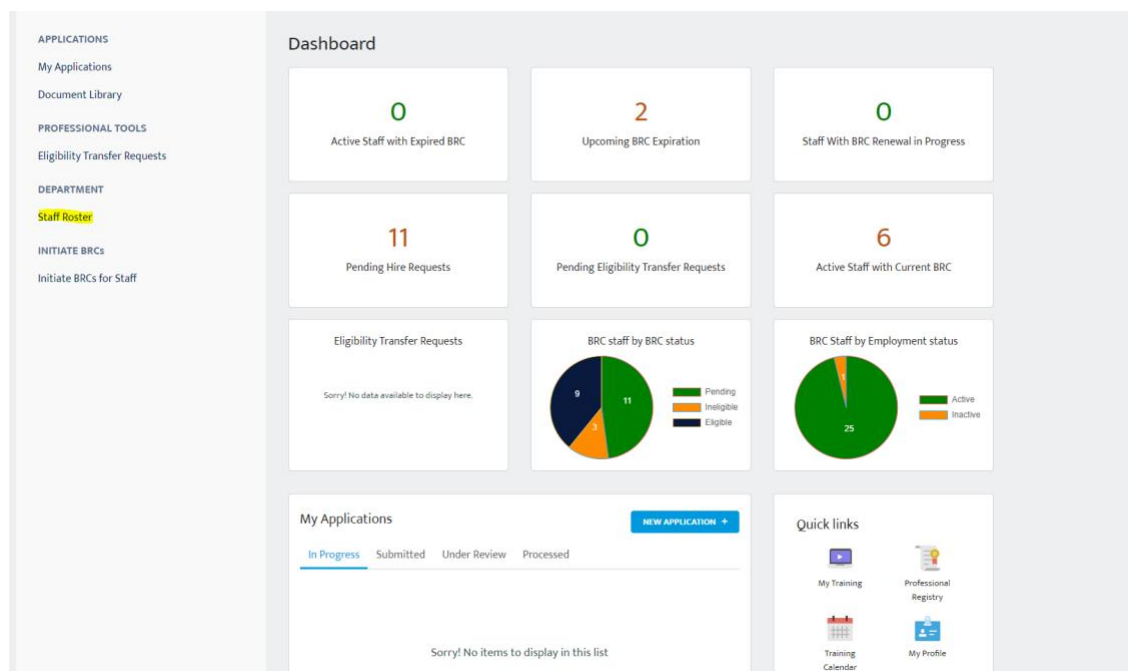 APPLICATIONS
My Applications
Document Library
PROFESSIONAL TOOLS
Eligibility Transfer Requests
DEPARTMENT
Staff Roster
INITIATE BRCs
Initiate BRCs for Staff
Dashboard
0
Active Staff with Expired BRC
2
Upcoming BRC Expiration
0
Staff With BRC Renewal in Progress
11
Pending Hire Requests
0
Pending Eligibility Transfer Requests
6
Active Staff with Current BRC
Eligibility Transfer Requests
Sorry! No data available to display here.
BRC staff by BRC status
9
11
3
Pending
Ineligible
Eligible
BRC Staff by Employment status
1
25
Active
Inactive
My Applications
NEW APPLICATION +
In Progress Submitted Under Review Processed
Sorry! No items to display in this list
Quick links
My Training
Professional
Registry
Training
Calendar
My Profile